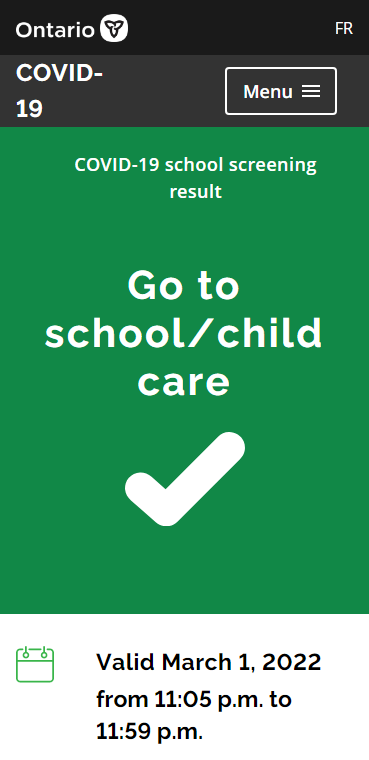 Ontario
FR
COVID-
19
Menu
COVID-19 school screening
result
Go to
school/child
care
Valid March 1, 2022
from 11:05 p.m. to
11:59 p.m.